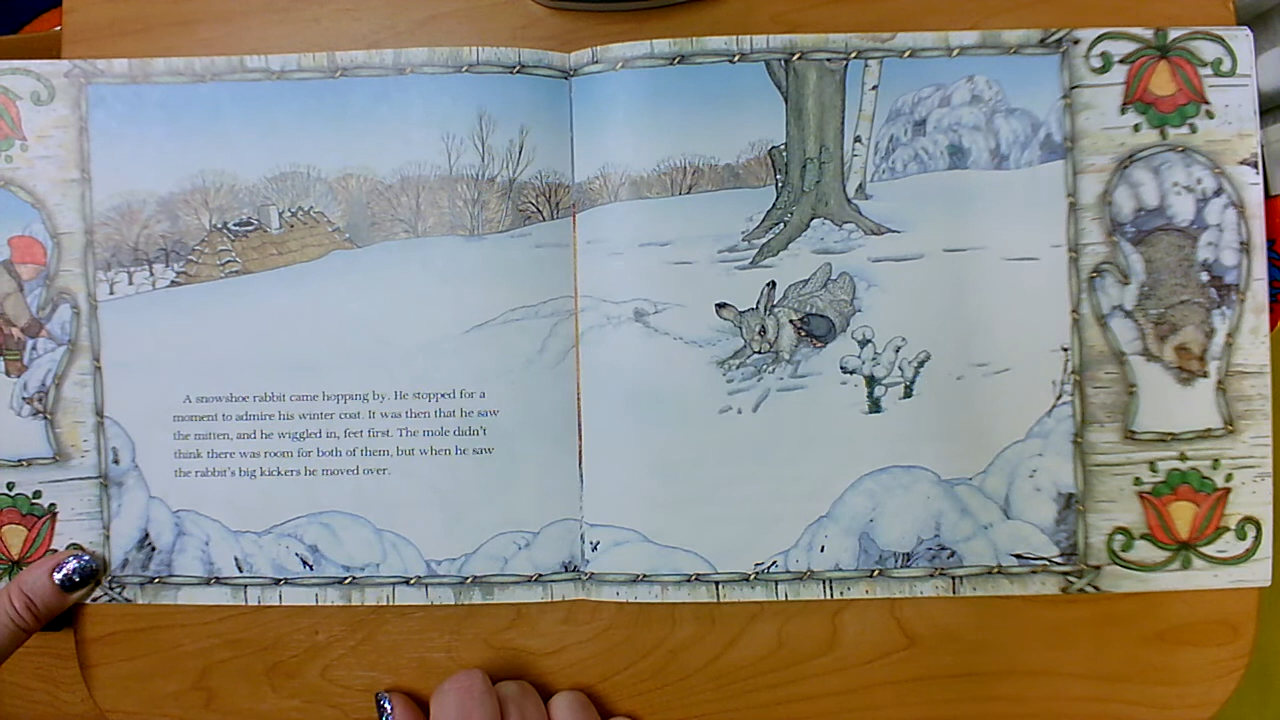 A snowshoe rabbit came hopping by. He stopped for a
moment to admire his winter coat. It was then that he saw
the mitten, and he wiggled in, feet first. The mole didn't
think there was room for both of them, but when he saw
the rabbit's big kickers he moved over.